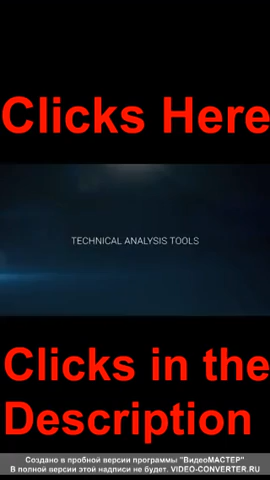 Clicks Here
TECHNICAL ANALYSIS TOOLS
Clicks in the
Description
Создано в пробной версии программы "ВидеоМАСТЕР"
В полной версии этой надписи не будет. VIDEO-CONVERTER.RU